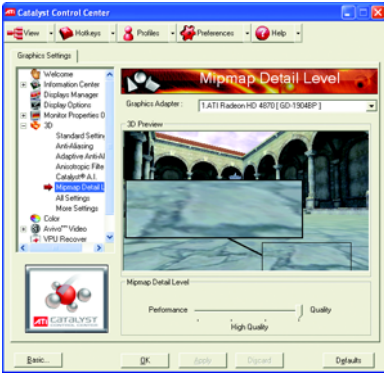 Catalyst Control Center
View Hotkeys Profiles Preferences Help
Graphics Settings
Welcome
Information Center
Displays Manager
Display Options
Monitor Properties 0
3D
Standard Settin
Anti-Aliasing
Adaptive Anti-Al
Anisotropic Filte
Catalyst® A.I.
Mipmap Detail L
All Settings
More Settings
Color
Avivo™ Video
VPU Recover
Mipmap Detail Level
Graphics Adapter :
1.ATI Radeon HD 4870 [ GD-1904BP ]
3D Preview
Mipmap Detail Level
Performance
Quality
High Quality
ATI CATALYST
CONTROL CENTER
Basic...
OK
Apply
Discard
Defaults